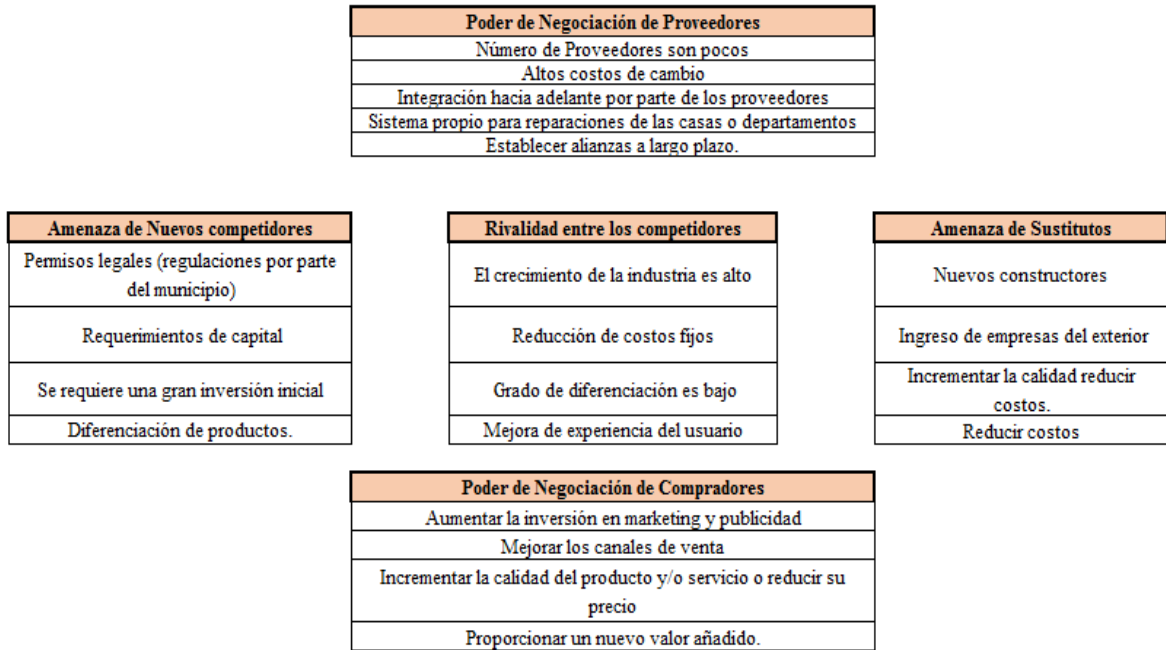 Poder de Negociación de Proveedores
Número de Proveedores son pocos
Altos costos de cambio
Integración hacia adelante por parte de los proveedores
Sistema propio para reparaciones de las casas o departamentos
Establecer alianzas a largo plazo.
Amenaza de Nuevos competidores
Permisos legales (regulaciones por parte
del municipio)
Requerimientos de capital
Se requiere una gran inversión inicial
Diferenciación de productos.
Rivalidad entre los competidores
El crecimiento de la industria es alto
Reducción de costos fijos
Grado de diferenciación es bajo
Mejora de experiencia del usuario
Amenaza de Sustitutos
Nuevos constructores
Ingreso de empresas del exterior
Incrementar la calidad reducir
costos.
Reducir costos
Poder de Negociación de Compradores
Aumentar la inversión en marketing y publicidad
Mejorar los canales de venta
Incrementar la calidad del producto y/o servicio o reducir su
precio
Proporcionar un nuevo valor añadido.